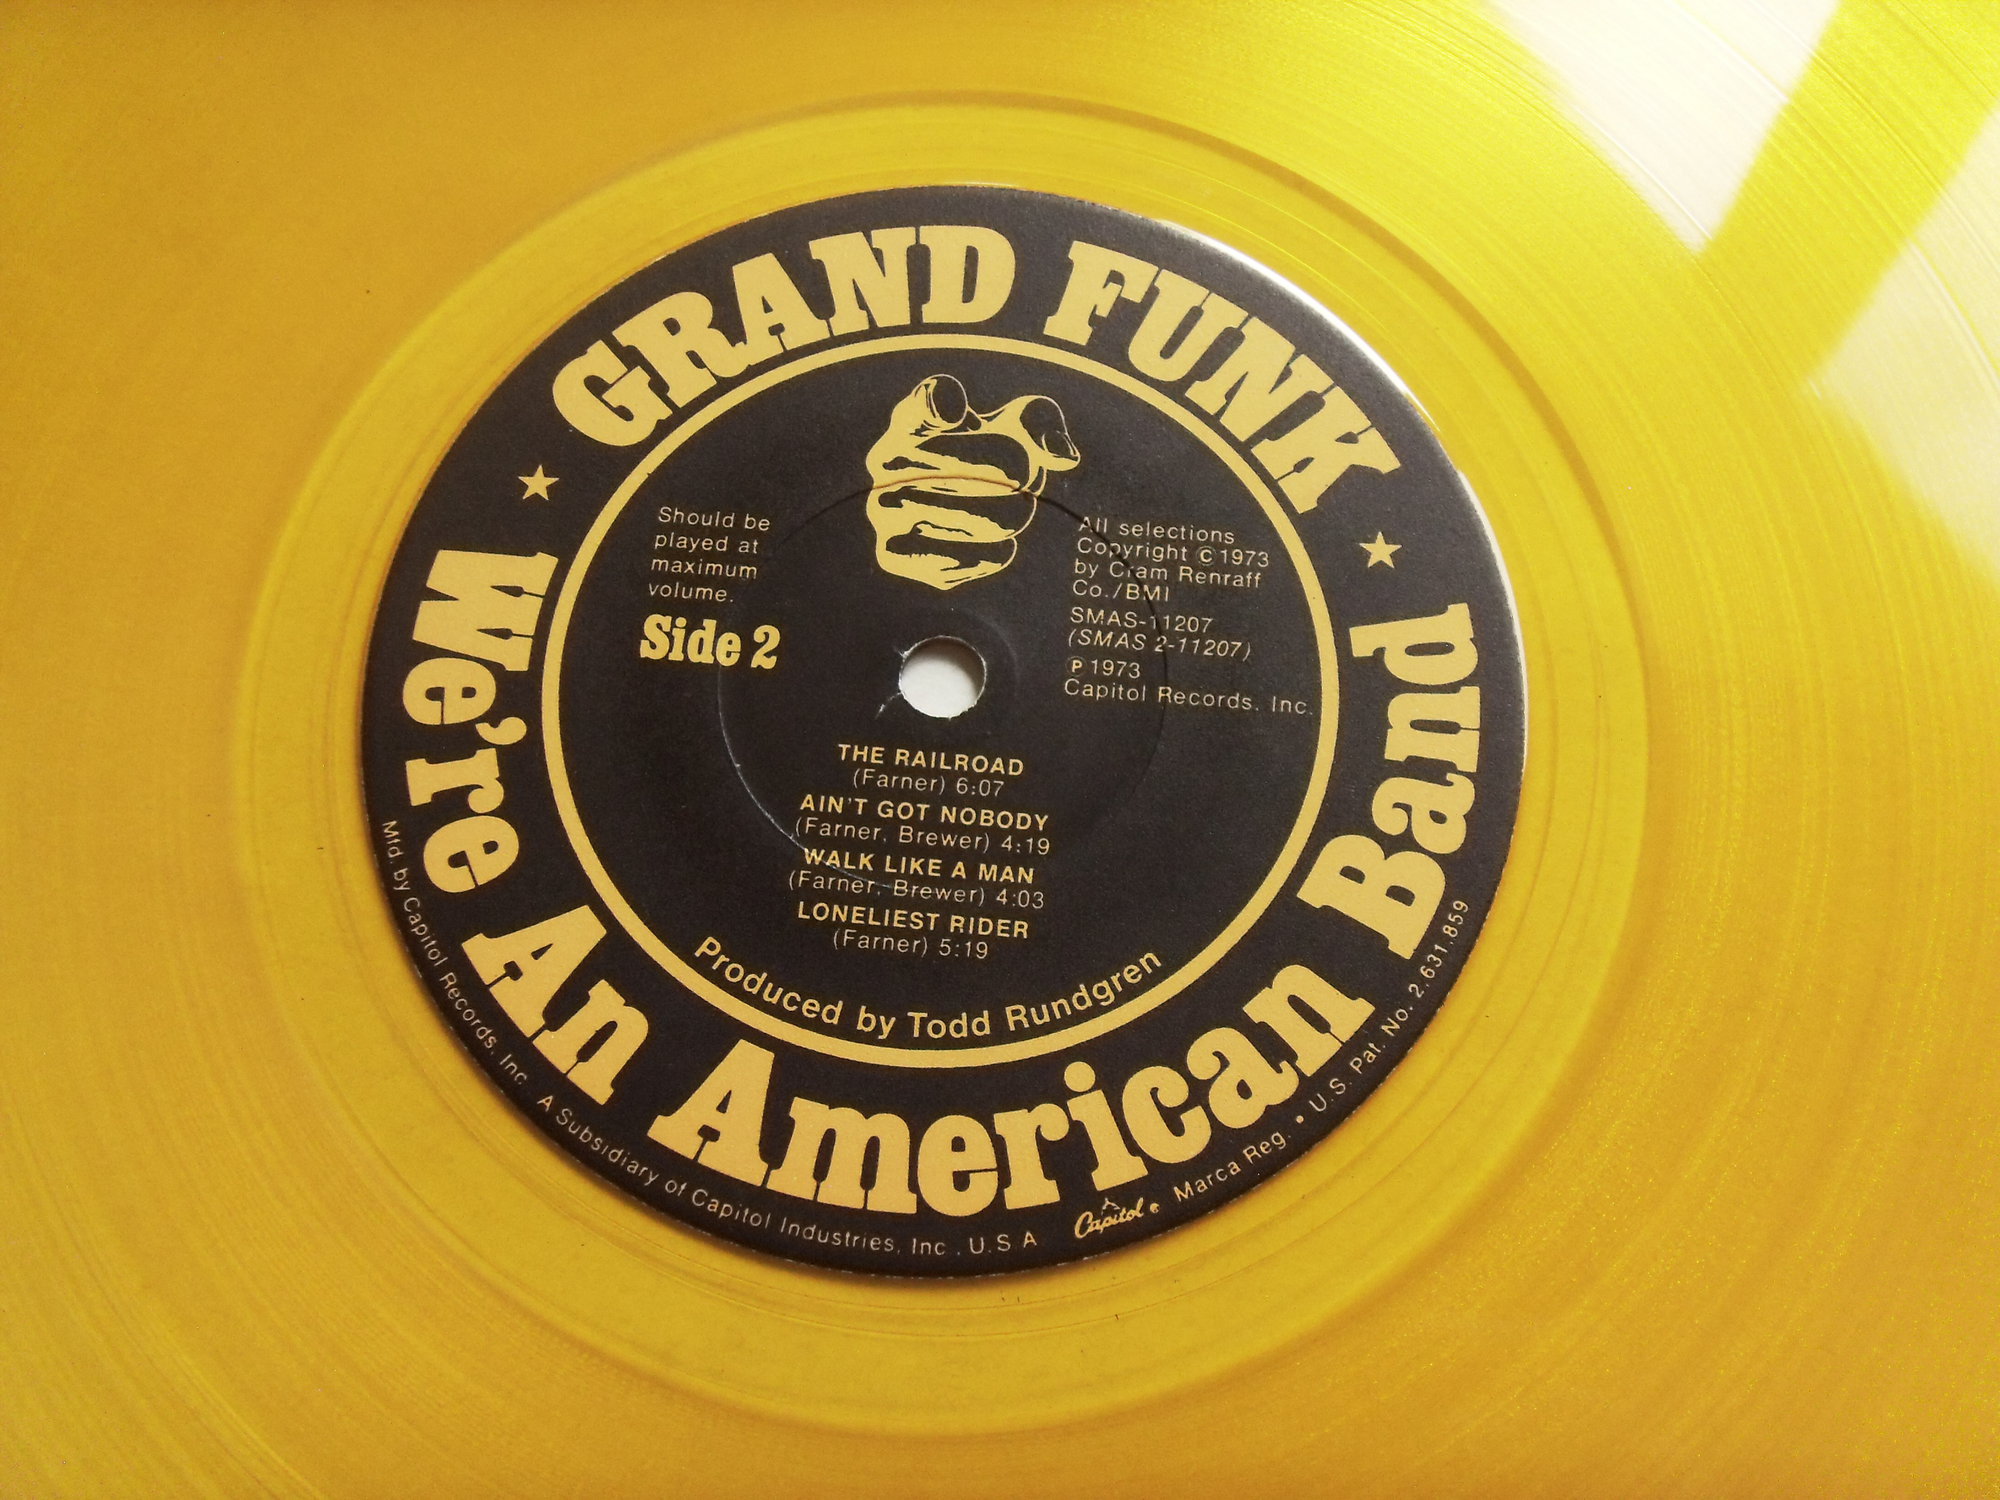 GRAND FUNK
We're An American Band
Should be
played at
maximum
volume.
Side 2
All selections
Copyright ©1973
by Cram Renraff
Co./BMI
SMAS-11207
(SMAS 2-11207)
℗1973
Capitol Records, Inc.
THE RAILROAD
(Farner) 6:07
AIN'T GOT NOBODY
(Farner, Brewer) 4:19
WALK LIKE A MAN
(Farner, Brewer) 4:03
LONELIEST RIDER
(Farner) 5:19
Produced by Todd Rundgren
Mfd. by Capitol Records, Inc. A Subsidiary of Capitol Industries, Inc., U.S.A. Capitol ® Marca Reg. • U.S. Pat. No. 2,631,859